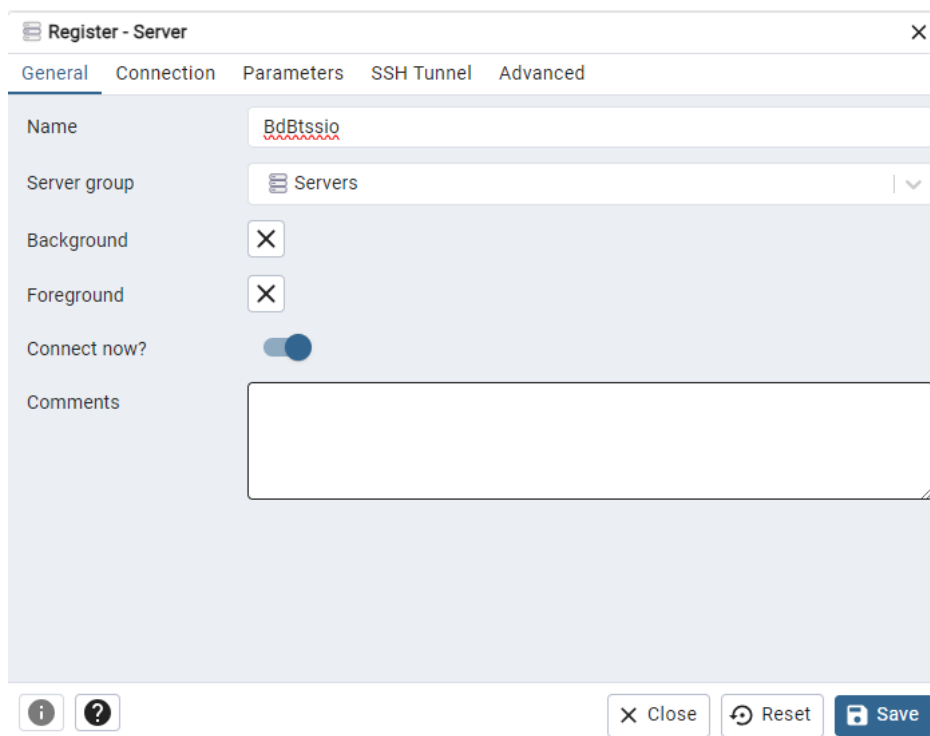 Register - Server
General Connection Parameters SSH Tunnel Advanced
Name BdBtssio
Server group Servers
Background
Foreground
Connect now?
Comments
Close Reset Save